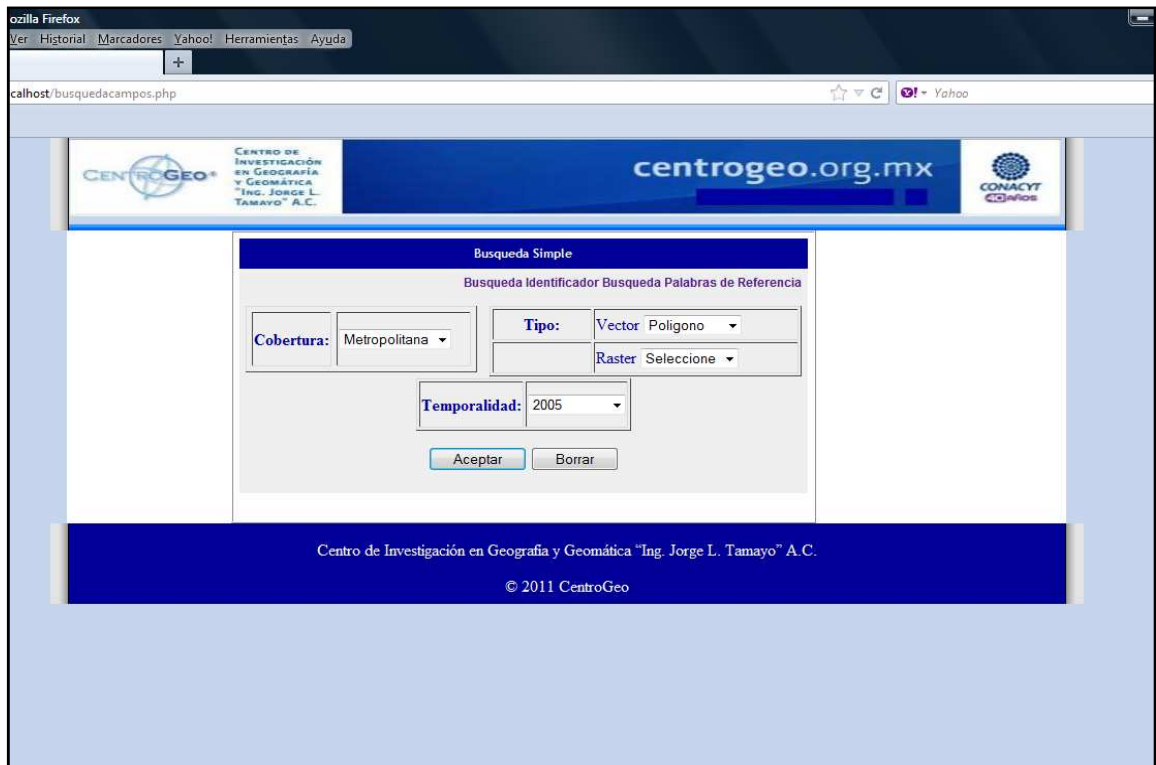 ozilla Firefox
Ver Historial Marcadores Yahoo! Herramientas Ayuda
+
calhost/busquedacampos.php
Y! Yahoo
CENTROGEO
CENTRO DE
INVESTIGACIÓN
EN GEOGRAFÍA
Y GEOMÁTICA
"ING. JORGE L.
TAMAYO" A.C.
centrogeo.org.mx
CONACYT
40 AÑOS
Busqueda Simple
Busqueda Identificador Busqueda Palabras de Referencia
Cobertura: Metropolitana
Tipo: Vector Poligono
Raster Seleccione
Temporalidad: 2005
Aceptar Borrar
Centro de Investigación en Geografía y Geomática “Ing. Jorge L. Tamayo” A.C.
© 2011 CentroGeo